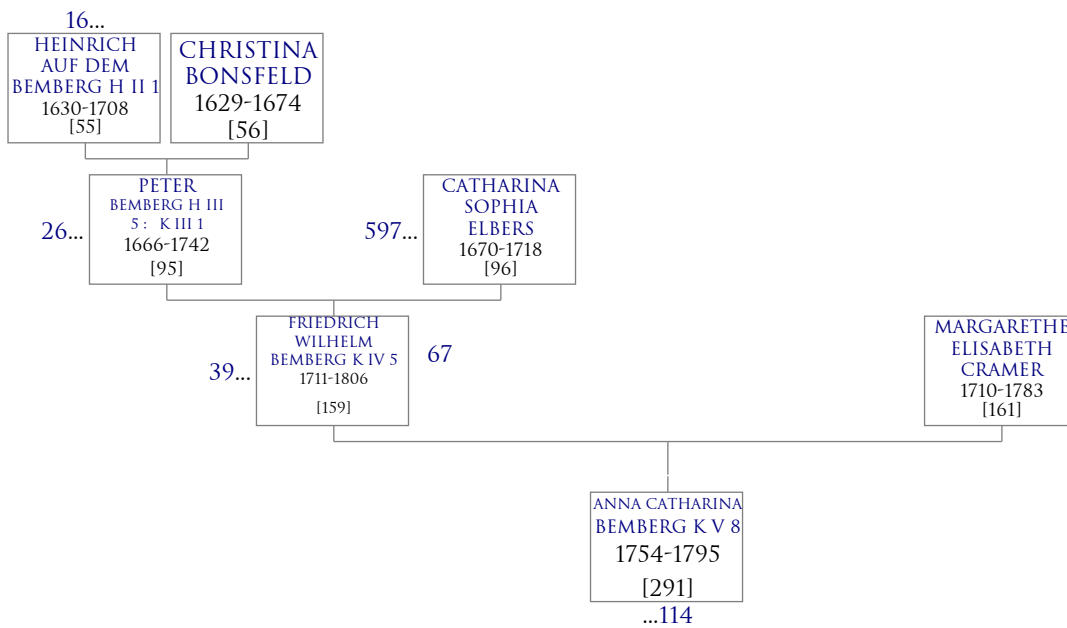 16...
HEINRICH
AUF DEM
BEMBERG H II 1
1630-1708
[55]
CHRISTINA
BONSFELD
1629-1674
[56]
26...
PETER
BEMBERG H III
5 : K III 1
1666-1742
[95]
597...
CATHARINA
SOPHIA
ELBERS
1670-1718
[96]
39...
FRIEDRICH
WILHELM
BEMBERG K IV 5
1711-1806
[159]
67
MARGARETHE
ELISABETH
CRAMER
1710-1783
[161]
ANNA CATHARINA
BEMBERG K V 8
1754-1795
[291]
...114